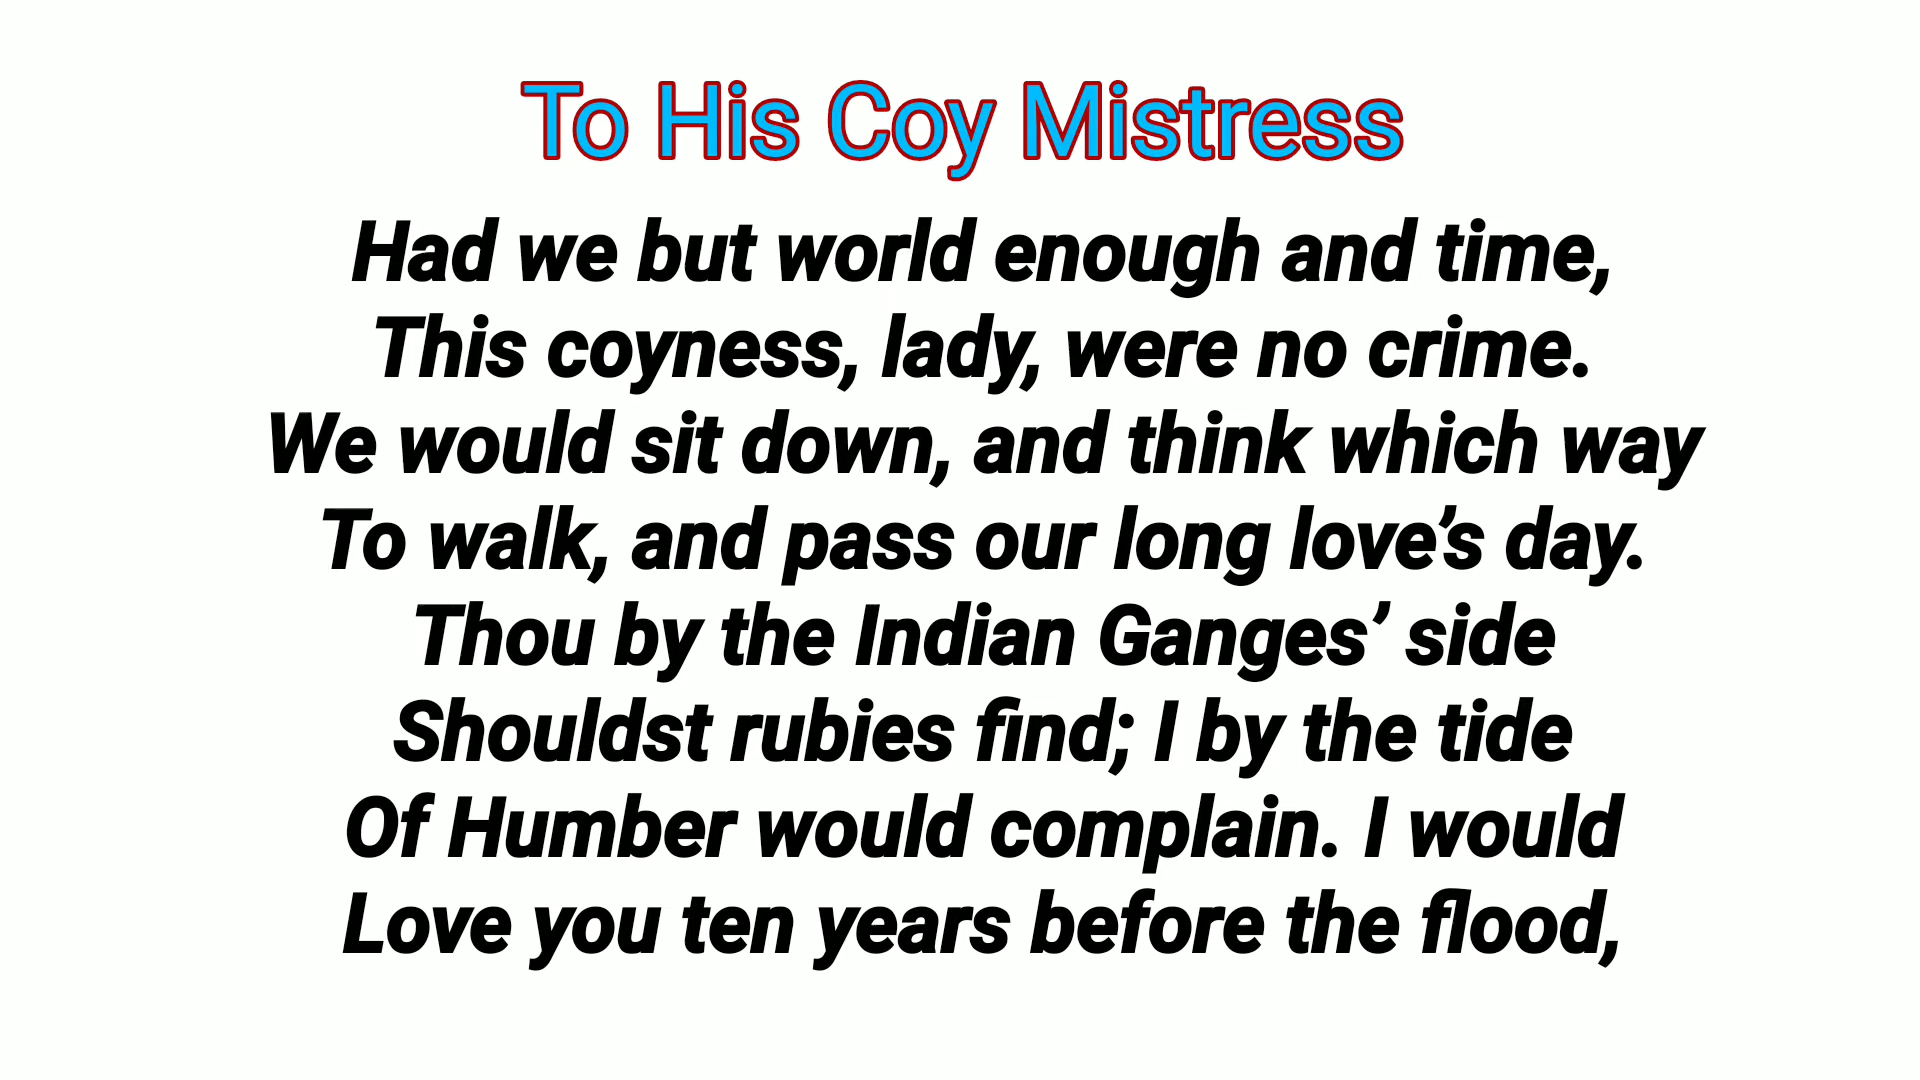 To His Coy Mistress
Had we but world enough and time,
This coyness, lady, were no crime.
We would sit down, and think which way
To walk, and pass our long love’s day.
Thou by the Indian Ganges’ side
Shouldst rubies find; I by the tide
Of Humber would complain. I would
Love you ten years before the flood,